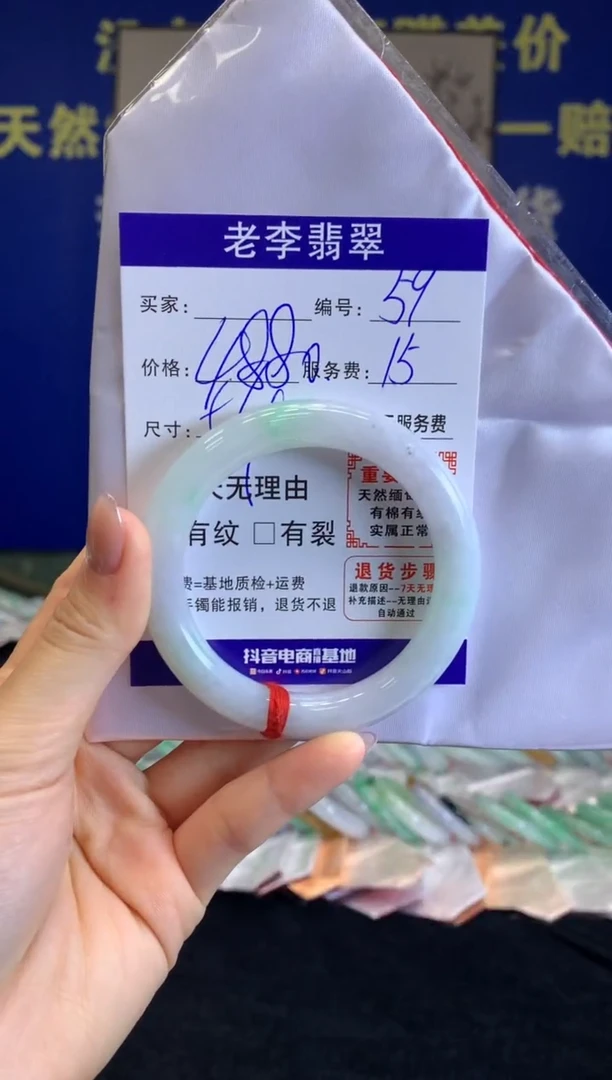 差价
天然
一赔
货
老李翡翠
买家: 编号: 59
价格: 服务费: 15
尺寸: 服务费
天无理由
重要
天然缅
有棉有
实属正常
有纹 □有裂
退货步骤
退款原因--7天无理
补充描述--无理由
自动通过
费=基地质检+运费
手镯能报销，退货不退
抖音电商直播基地